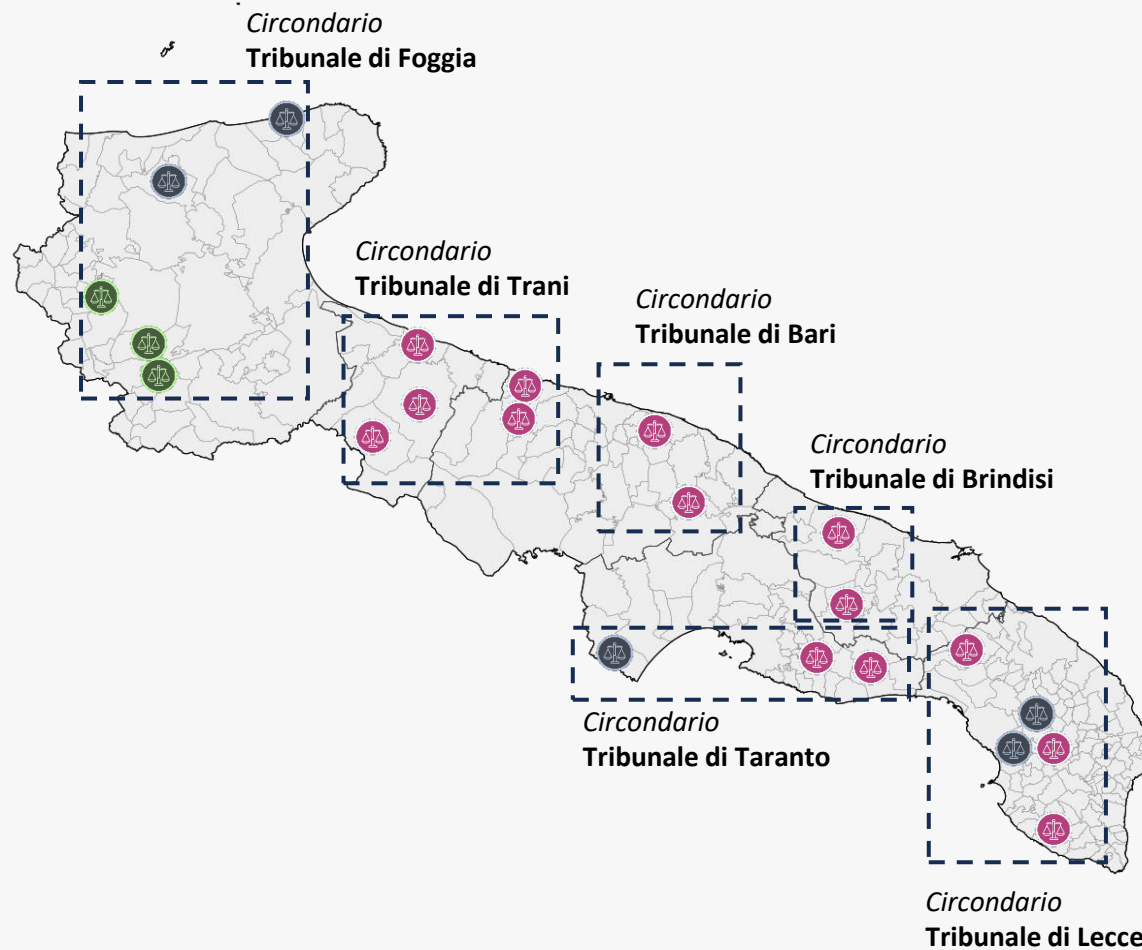 Circondario
Tribunale di Foggia
Circondario
Tribunale di Trani
Circondario
Tribunale di Bari
Circondario
Tribunale di Brindisi
Circondario
Tribunale di Taranto
Circondario
Tribunale di Lecce